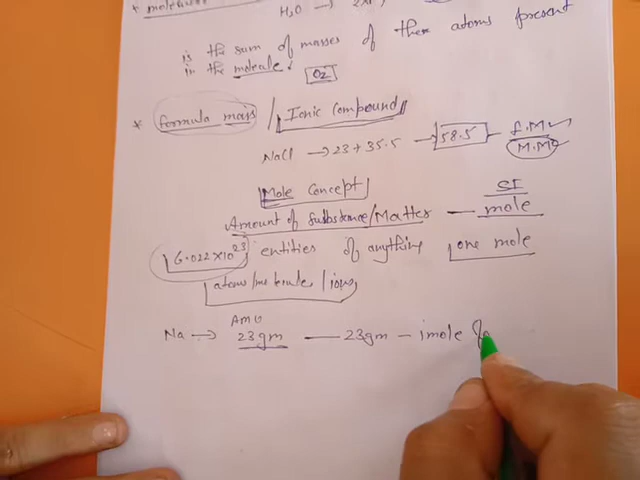 * molecular
H₂O → 2x1
is the sum of masses of the atoms present
in the molecule.
O₂
* formula mass / Ionic Compound
NaCl → 23 + 35.5 → 58.5 - f.M.
M.M
Mole Concept
SI
Amount of Substance/Matter — mole
6.022×10²³ entities of anything one mole
atoms/molecule/ions
AMU
Na → 23gm — 23gm - 1mole